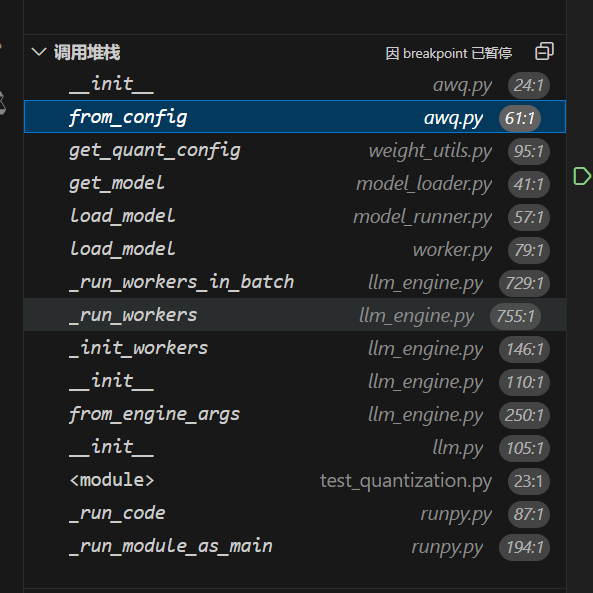 调用堆栈 因 breakpoint 已暂停
__init__ awq.py 24:1
from_config awq.py 61:1
get_quant_config weight_utils.py 95:1
get_model model_loader.py 41:1
load_model model_runner.py 57:1
load_model worker.py 79:1
_run_workers_in_batch llm_engine.py 729:1
_run_workers llm_engine.py 755:1
_init_workers llm_engine.py 146:1
__init__ llm_engine.py 110:1
from_engine_args llm_engine.py 250:1
__init__ llm.py 105:1
<module> test_quantization.py 23:1
_run_code runpy.py 87:1
_run_module_as_main runpy.py 194:1